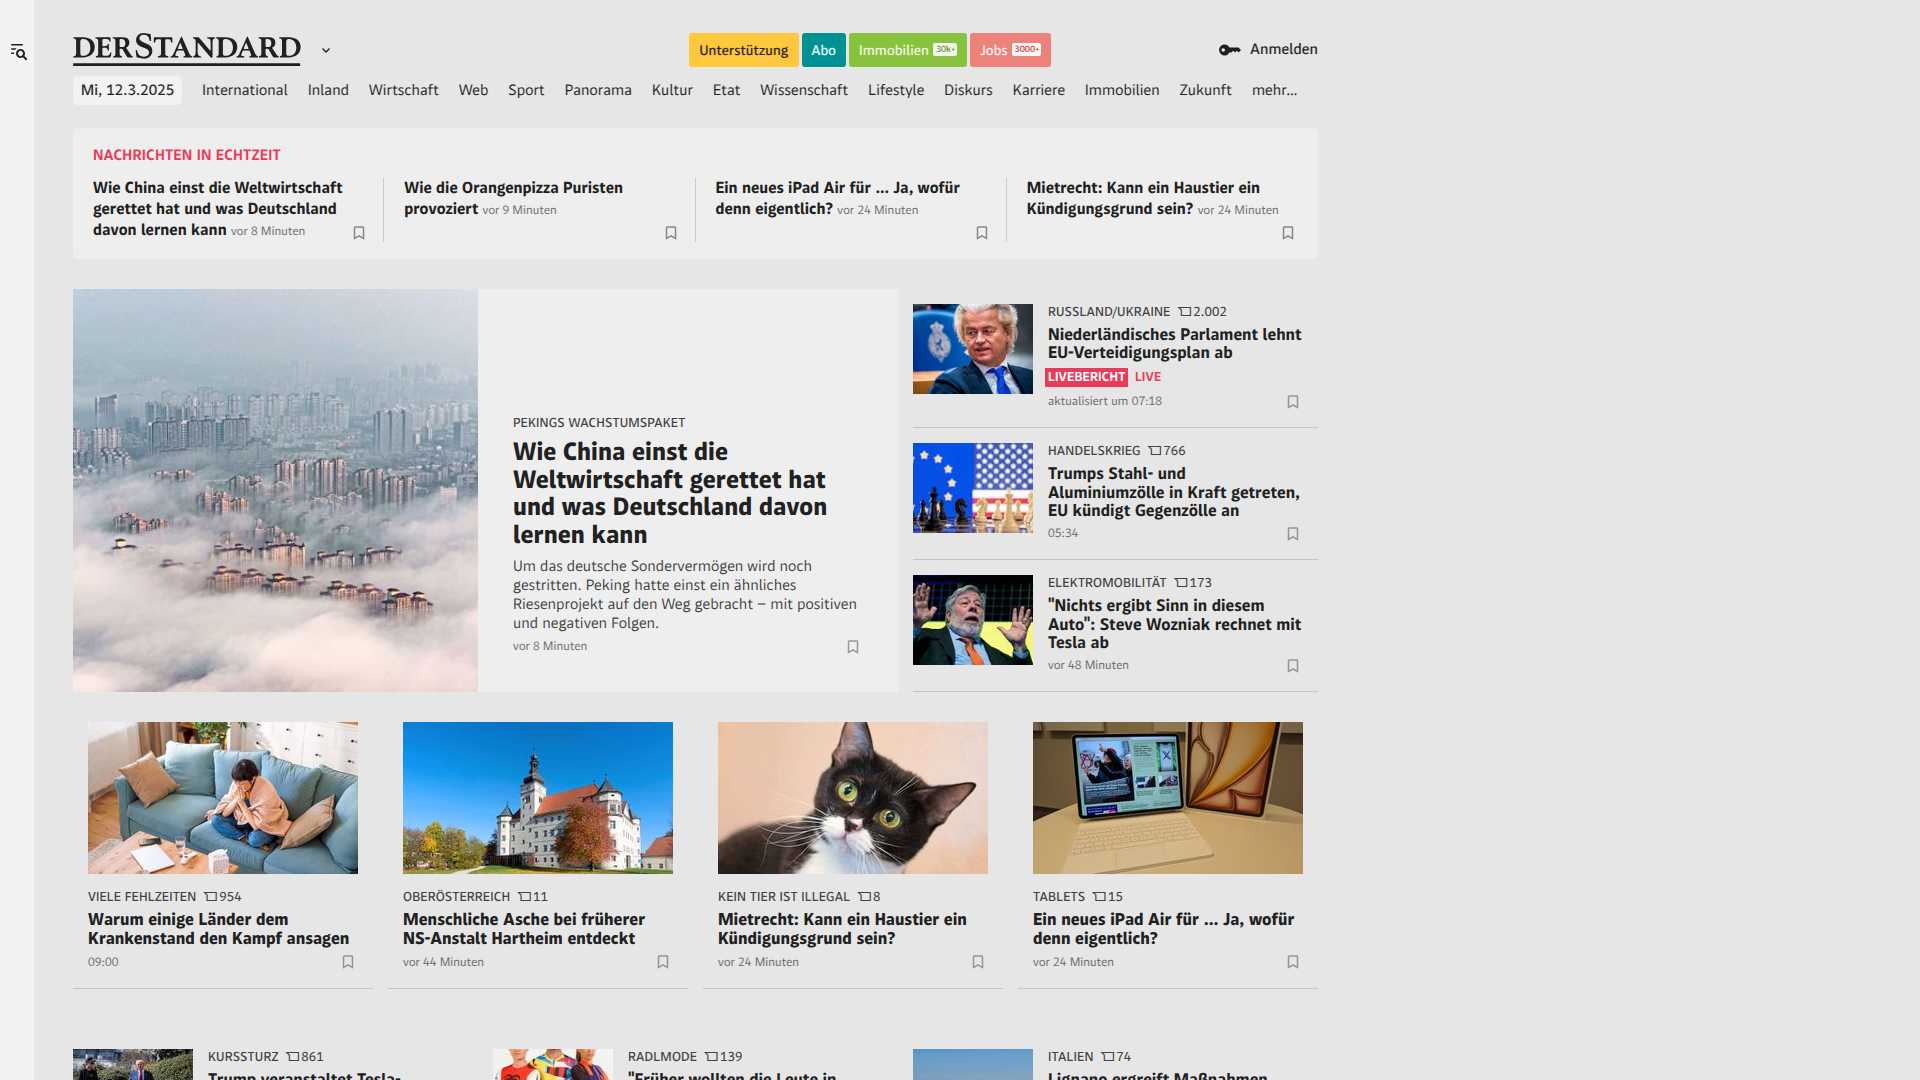 DERSTANDARD
Unterstützung
Abo
Immobilien 30k+
Jobs 3000+
Anmelden
Mi, 12.3.2025
International
Inland
Wirtschaft
Web
Sport
Panorama
Kultur
Etat
Wissenschaft
Lifestyle
Diskurs
Karriere
Immobilien
Zukunft
mehr...
NACHRICHTEN IN ECHTZEIT
Wie China einst die Weltwirtschaft
gerettet hat und was Deutschland
davon lernen kann vor 8 Minuten
Wie die Orangenpizza Puristen
provoziert vor 9 Minuten
Ein neues iPad Air für ... Ja, wofür
denn eigentlich? vor 24 Minuten
Mietrecht: Kann ein Haustier ein
Kündigungsgrund sein? vor 24 Minuten
PEKINGS WACHSTUMSPAKET
Wie China einst die
Weltwirtschaft gerettet hat
und was Deutschland davon
lernen kann
Um das deutsche Sondervermögen wird noch
gestritten. Peking hatte einst ein ähnliches
Riesenprojekt auf den Weg gebracht – mit positiven
und negativen Folgen.
vor 8 Minuten
RUSSLAND/UKRAINE 2.002
Niederländisches Parlament lehnt
EU-Verteidigungsplan ab
LIVEBERICHT LIVE
aktualisiert um 07:18
HANDELSKRIEG 766
Trumps Stahl- und
Aluminiumzölle in Kraft getreten,
EU kündigt Gegenzölle an
05:34
ELEKTROMOBILITÄT 173
"Nichts ergibt Sinn in diesem
Auto": Steve Wozniak rechnet mit
Tesla ab
vor 48 Minuten
VIELE FEHLZEITEN 954
Warum einige Länder dem
Krankenstand den Kampf ansagen
09:00
OBERÖSTERREICH 11
Menschliche Asche bei früherer
NS-Anstalt Hartheim entdeckt
vor 44 Minuten
KEIN TIER IST ILLEGAL 8
Mietrecht: Kann ein Haustier ein
Kündigungsgrund sein?
vor 24 Minuten
TABLETS 15
Ein neues iPad Air für ... Ja, wofür
denn eigentlich?
vor 24 Minuten
KURSSTURZ 861
Trump veranstaltet Tesla-
RADLMODE 139
"Früher wollten die Leute in
ITALIEN 74
Lignano ergreift Maßnahmen